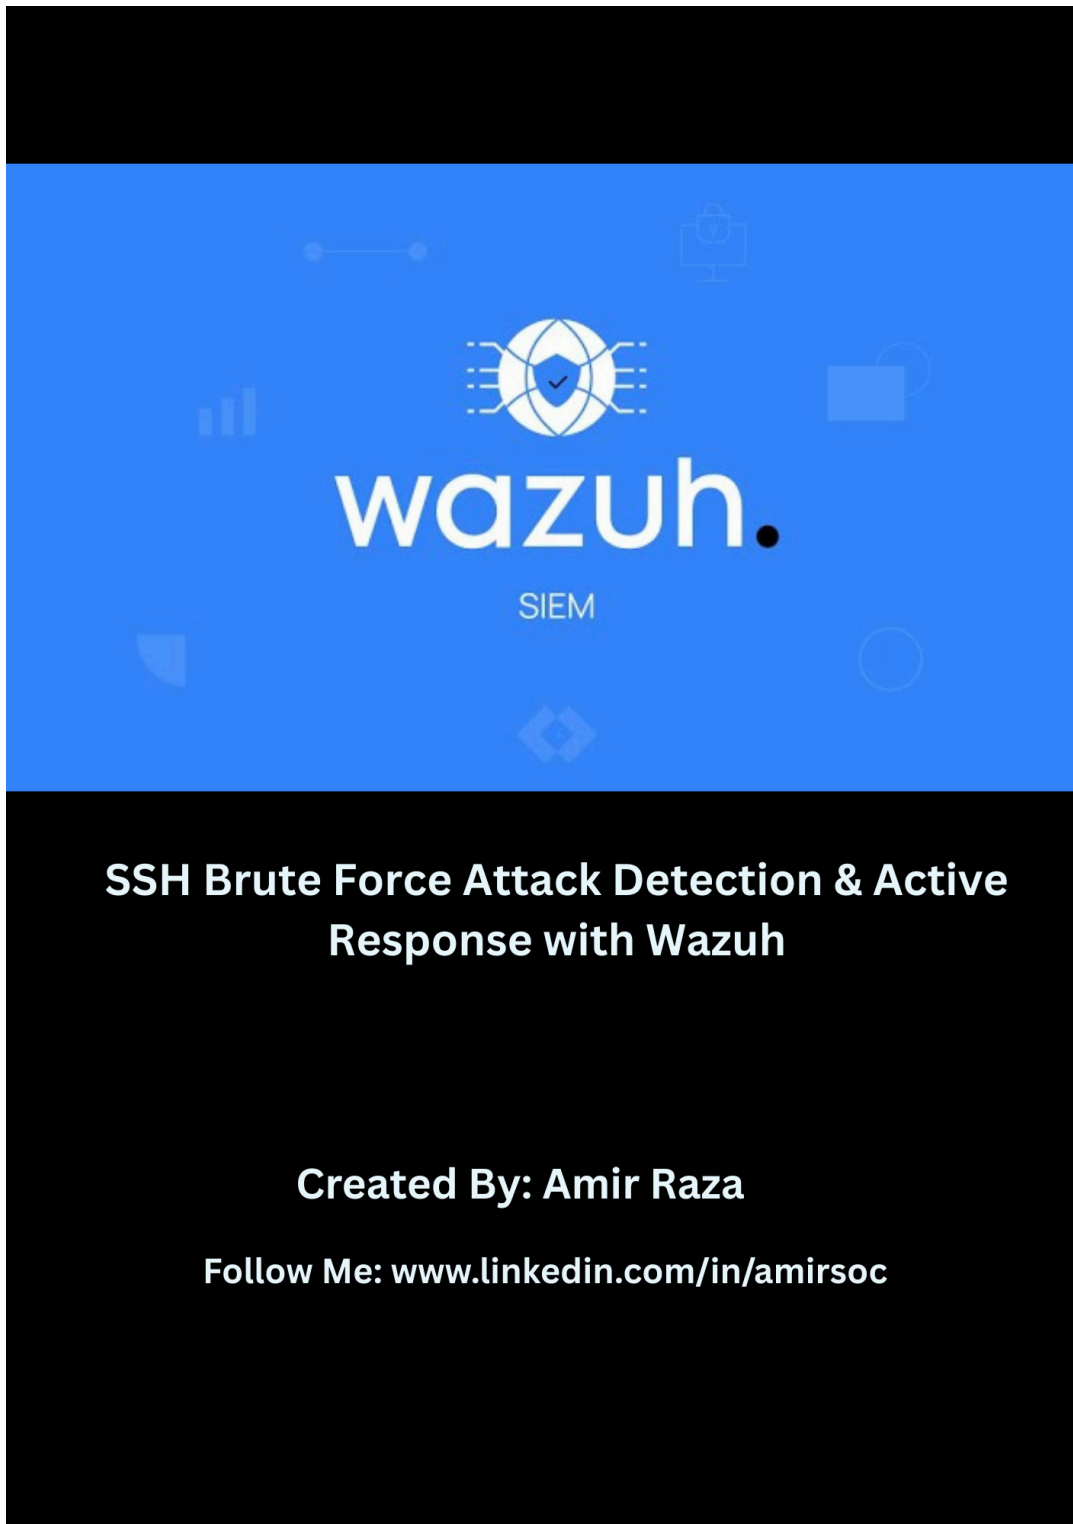 wazuh.
SIEM
SSH Brute Force Attack Detection & Active
Response with Wazuh
Created By: Amir Raza
Follow Me: www.linkedin.com/in/amirsoc